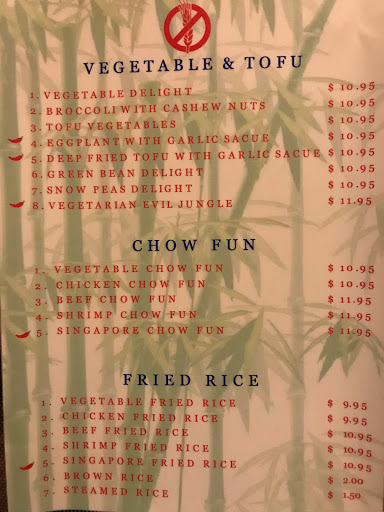 VEGETABLE & TOFU
1. VEGETABLE DELIGHT $ 10.95
2. BROCCOLI WITH CASHEW NUTS $ 10.95
3. TOFU VEGETABLES $ 10.95
4. EGGPLANT WITH GARLIC SACUE $ 10.95
5. DEEP FRIED TOFU WITH GARLIC SACUE $ 10.95
6. GREEN BEAN DELIGHT $ 10.95
7. SNOW PEAS DELIGHT $ 10.95
8. VEGETARIAN EVIL JUNGLE $ 11.95
CHOW FUN
1. VEGETABLE CHOW FUN $ 10.95
2. CHICKEN CHOW FUN $ 10.95
3. BEEF CHOW FUN $ 11.95
4. SHRIMP CHOW FUN $ 11.95
5. SINGAPORE CHOW FUN $ 11.95
FRIED RICE
1. VEGETABLE FRIED RICE $ 9.95
2. CHICKEN FRIED RICE $ 9.95
3. BEEF FRIED RICE $ 10.95
4. SHRIMP FRIED RICE $ 10.95
5. SINGAPORE FRIED RICE $ 10.95
6. BROWN RICE $ 2.00
7. STEAMED RICE $ 1.50